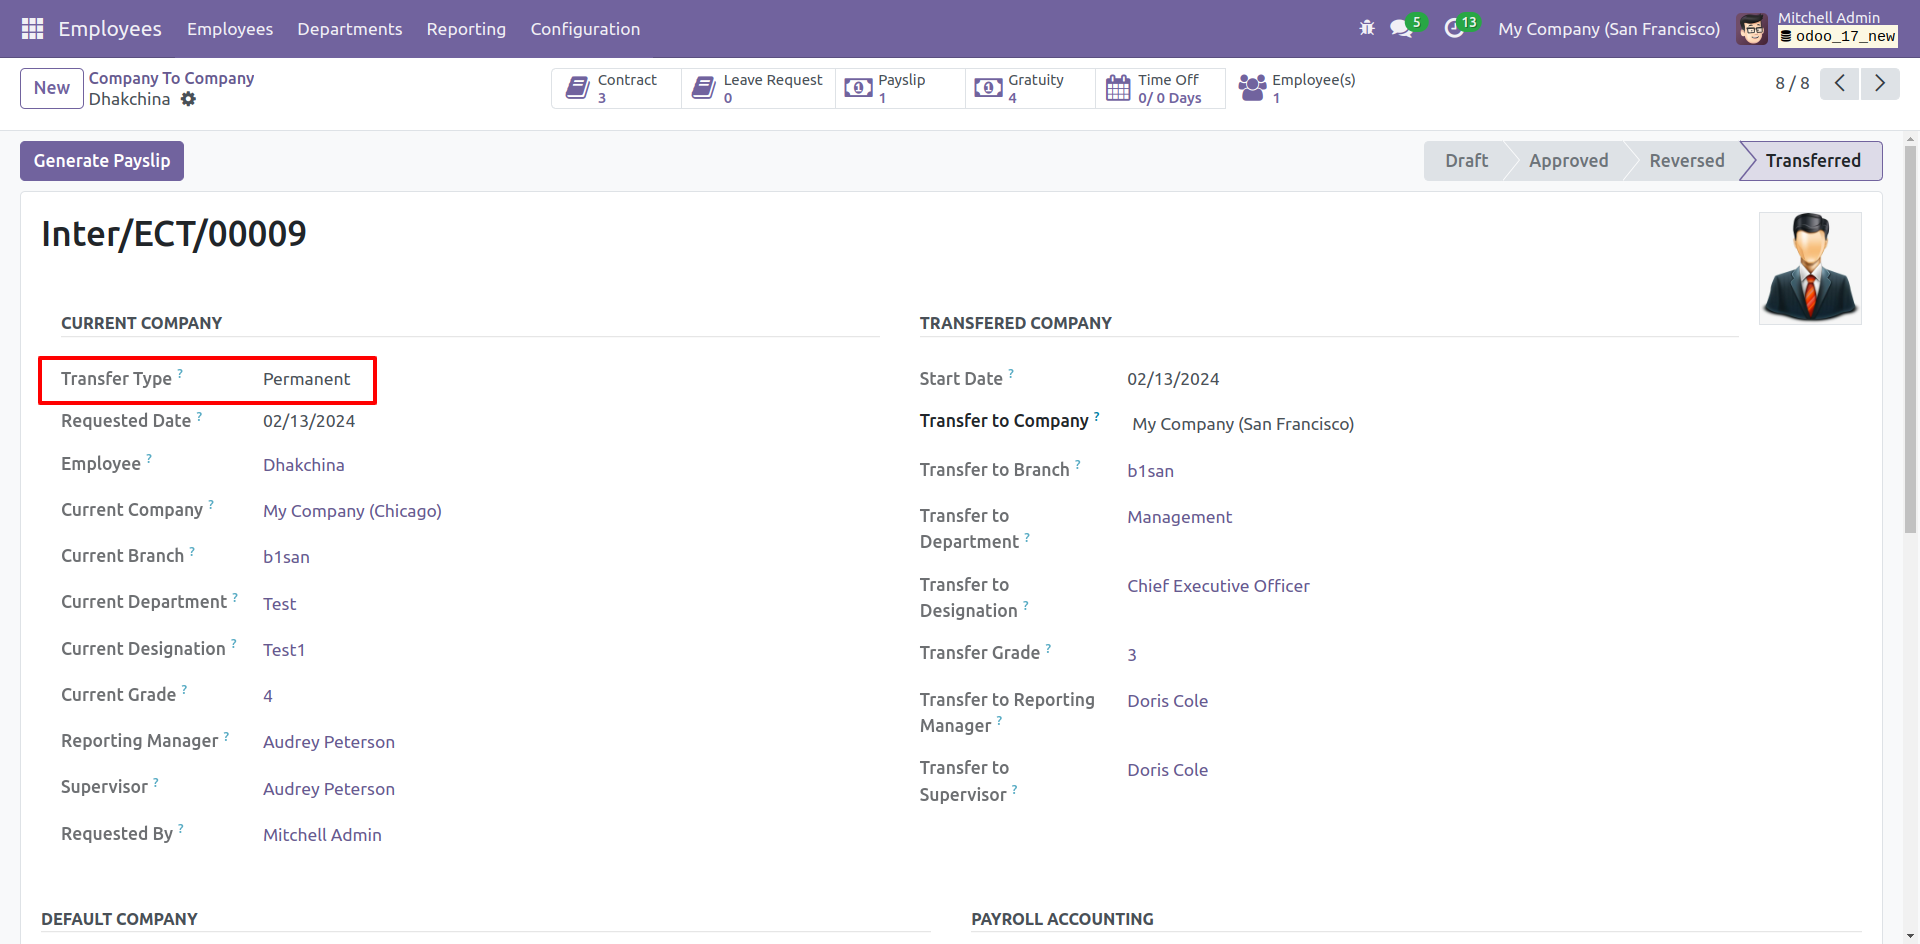 Employees Employees Departments Reporting Configuration 5 13 My Company (San Francisco) Mitchell Admin
odoo_17_new
New Company To Company
Dhakchina
Contract
3
Leave Request
0
Payslip
1
Gratuity
4
Time Off
0/ 0 Days
Employee(s)
1
8 / 8
Generate Payslip Draft Approved Reversed Transferred
Inter/ECT/00009
CURRENT COMPANY
Transfer Type ? Permanent
Requested Date ? 02/13/2024
Employee ? Dhakchina
Current Company ? My Company (Chicago)
Current Branch ? b1san
Current Department ? Test
Current Designation ? Test1
Current Grade ? 4
Reporting Manager ? Audrey Peterson
Supervisor ? Audrey Peterson
Requested By ? Mitchell Admin
TRANSFERED COMPANY
Start Date ? 02/13/2024
Transfer to Company ? My Company (San Francisco)
Transfer to Branch ? b1san
Transfer to
Department ? Management
Transfer to
Designation ? Chief Executive Officer
Transfer Grade ? 3
Transfer to Reporting
Manager ? Doris Cole
Transfer to
Supervisor ? Doris Cole
DEFAULT COMPANY
PAYROLL ACCOUNTING